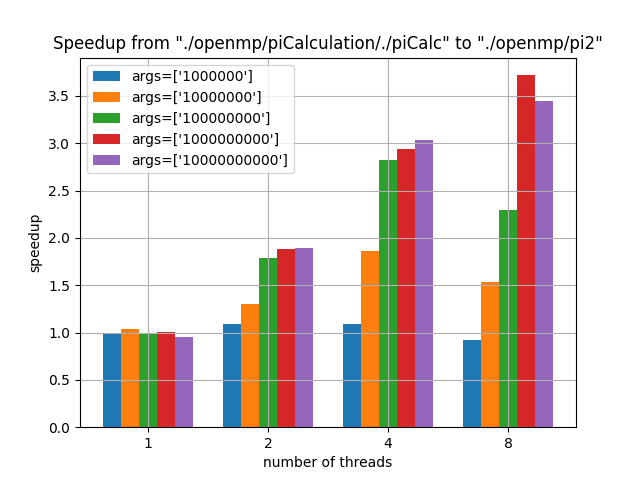 Speedup from "./openmp/piCalculation/./piCalc" to "./openmp/pi2"
args=['1000000']
args=['10000000']
args=['100000000']
args=['1000000000']
args=['10000000000']
speedup
3.5
3.0
2.5
2.0
1.5
1.0
0.5
0.0
1 2 4 8
number of threads